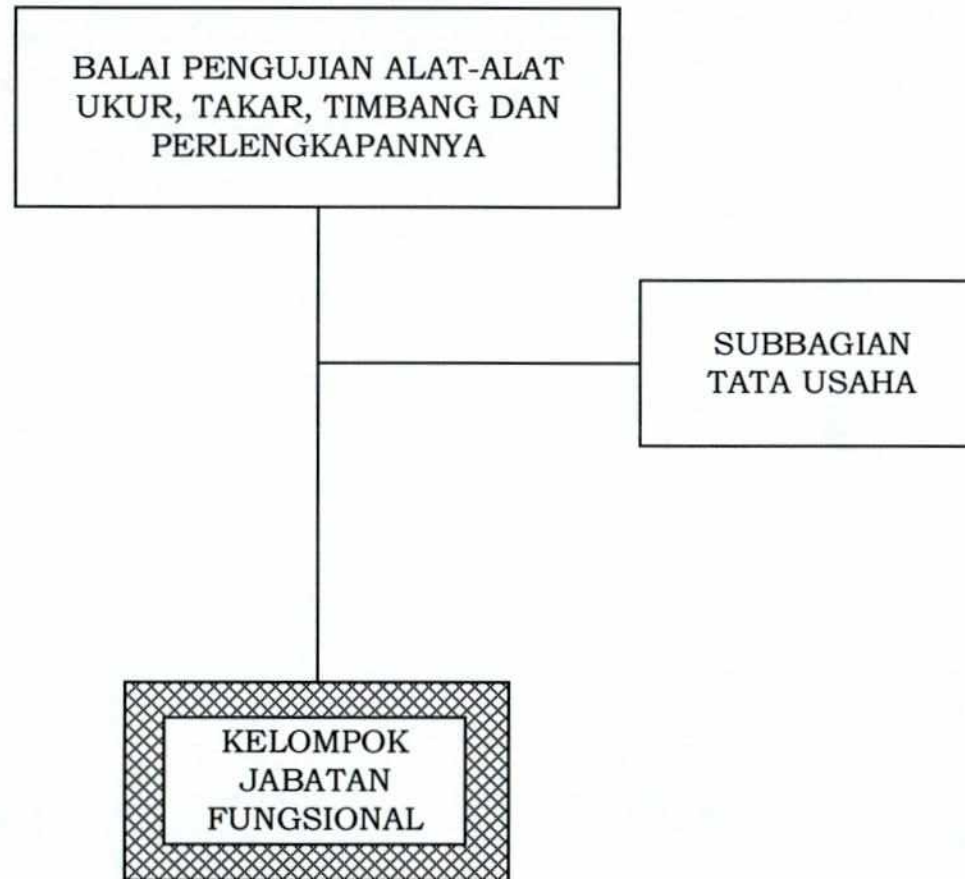 BALAI PENGUJIAN ALAT-ALAT
UKUR, TAKAR, TIMBANG DAN
PERLENGKAPANNYA
SUBBAGIAN
TATA USAHA
KELOMPOK
JABATAN
FUNGSIONAL